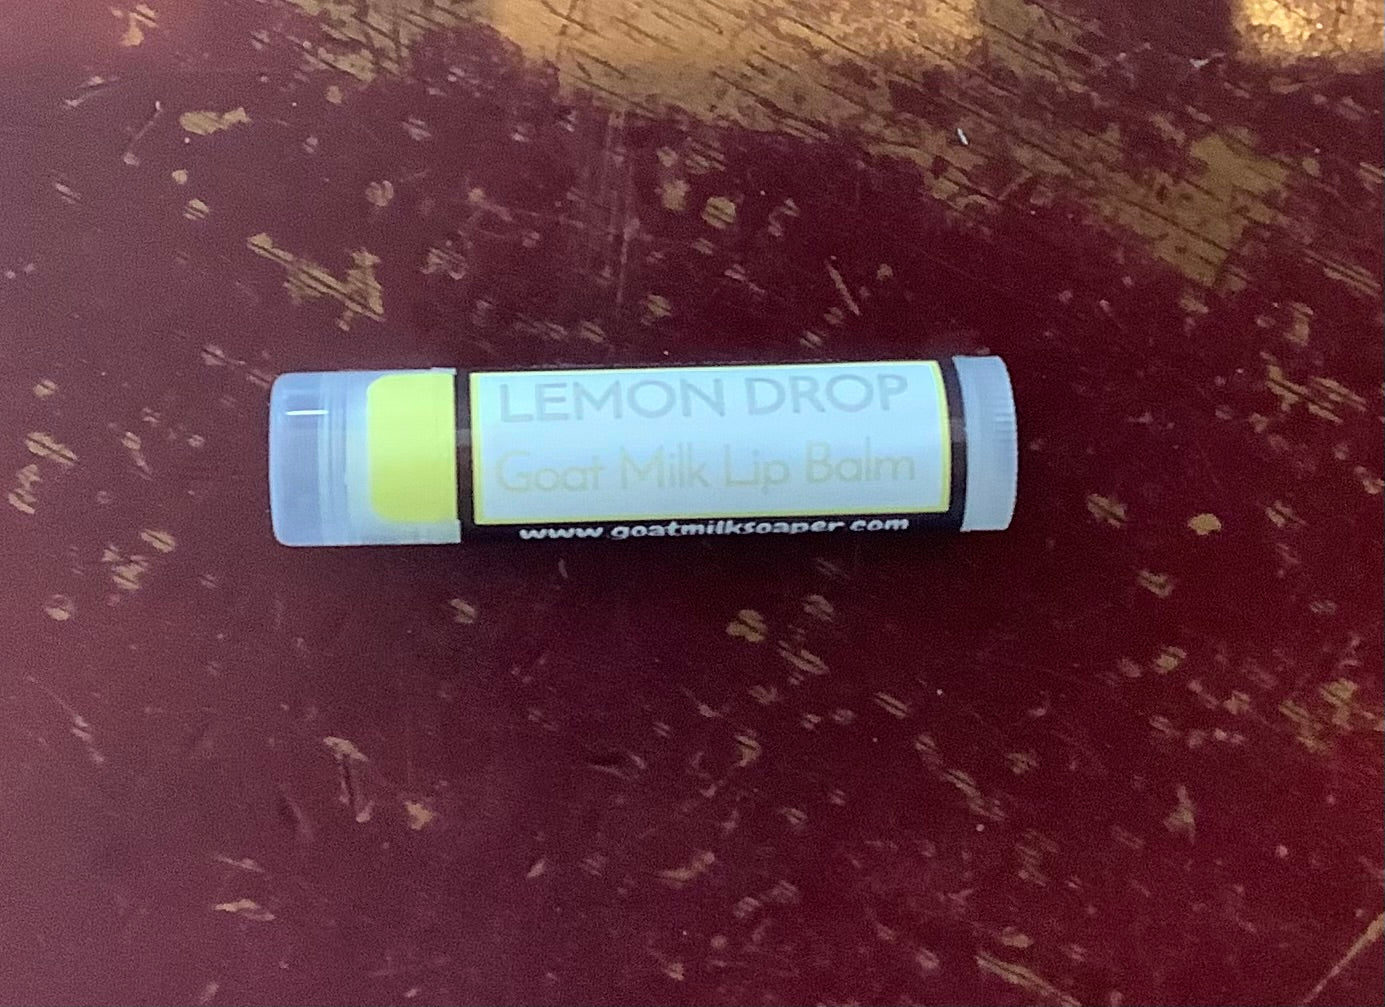 LEMON DROP
Goat Milk Lip Balm
www.goatmilksoaper.com